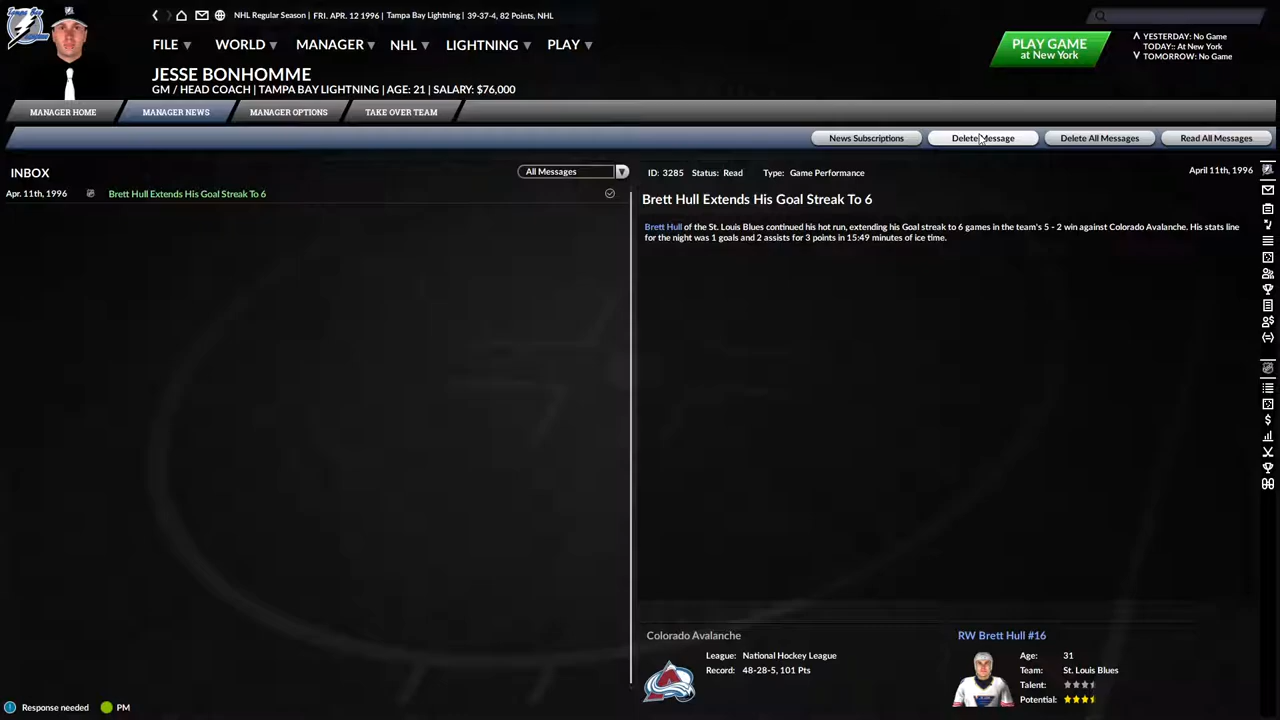 NHL Regular Season | FRI. APR. 12 1996 | Tampa Bay Lightning | 39-37-4, 82 Points, NHL
FILE WORLD MANAGER NHL LIGHTNING PLAY
PLAY GAME
at New York
YESTERDAY: No Game
TODAY:: At New York
TOMORROW: No Game
JESSE BONHOMME
GM / HEAD COACH | TAMPA BAY LIGHTNING | AGE: 21 | SALARY: $76,000
MANAGER HOME MANAGER NEWS MANAGER OPTIONS TAKE OVER TEAM
News Subscriptions Delete Message Delete All Messages Read All Messages
INBOX All Messages
Apr. 11th, 1996 Brett Hull Extends His Goal Streak To 6
ID: 3285 Status: Read Type: Game Performance April 11th, 1996
Brett Hull Extends His Goal Streak To 6
Brett Hull of the St. Louis Blues continued his hot run, extending his Goal streak to 6 games in the team's 5 - 2 win against Colorado Avalanche. His stats line
for the night was 1 goals and 2 assists for 3 points in 15:49 minutes of ice time.
Colorado Avalanche
League: National Hockey League
Record: 48-28-5, 101 Pts
RW Brett Hull #16
Age: 31
Team: St. Louis Blues
Talent:
Potential:
Response needed PM